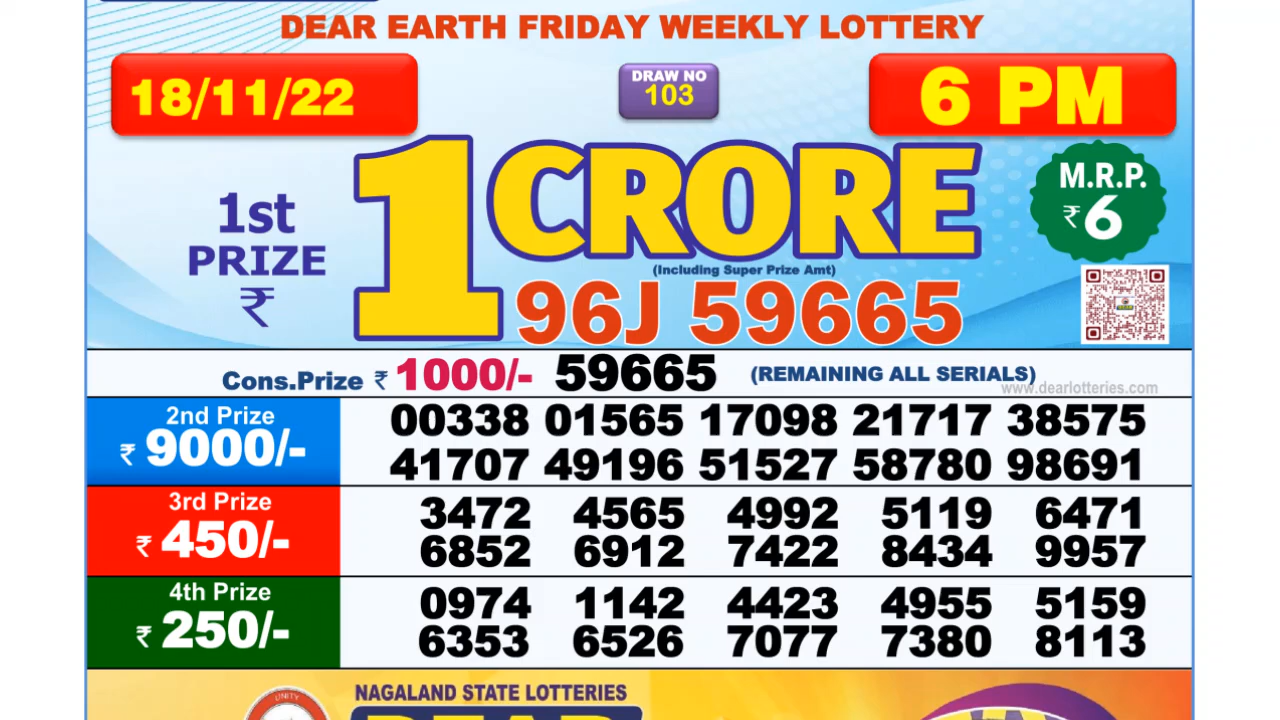 DEAR EARTH FRIDAY WEEKLY LOTTERY
18/11/22
DRAW NO
103
6 PM
1st
PRIZE
₹
1 CRORE
(Including Super Prize Amt)
96J 59665
M.R.P.
₹ 6
Cons.Prize ₹ 1000/- 59665 (REMAINING ALL SERIALS)
www.dearlotteries.com
2nd Prize
₹ 9000/-
00338 01565 17098 21717 38575
41707 49196 51527 58780 98691
3rd Prize
₹ 450/-
3472 4565 4992 5119 6471
6852 6912 7422 8434 9957
4th Prize
₹ 250/-
0974 1142 4423 4955 5159
6353 6526 7077 7380 8113
UNITY
NAGALAND STATE LOTTERIES
DEAR